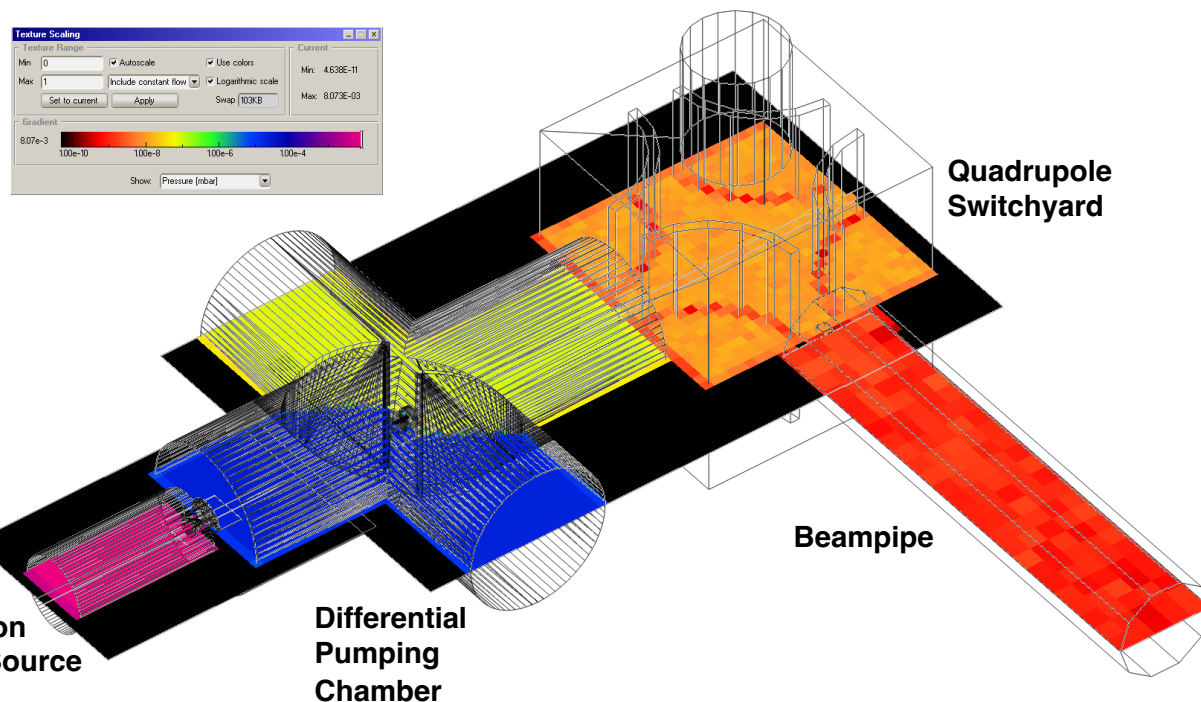 Texture Scaling
Texture Range
Min 0 Autoscale Use colors
Max 1 Include constant flow Logarithmic scale
Set to current Apply Swap 103KB
Current
Min: 4.638E-11
Max: 8.073E-03
Gradient
8.07e-3
1.00e-10 1.00e-8 1.00e-6 1.00e-4
Show: Pressure [mbar]
Quadrupole
Switchyard
Beampipe
Differential
Pumping
Chamber
on
Source